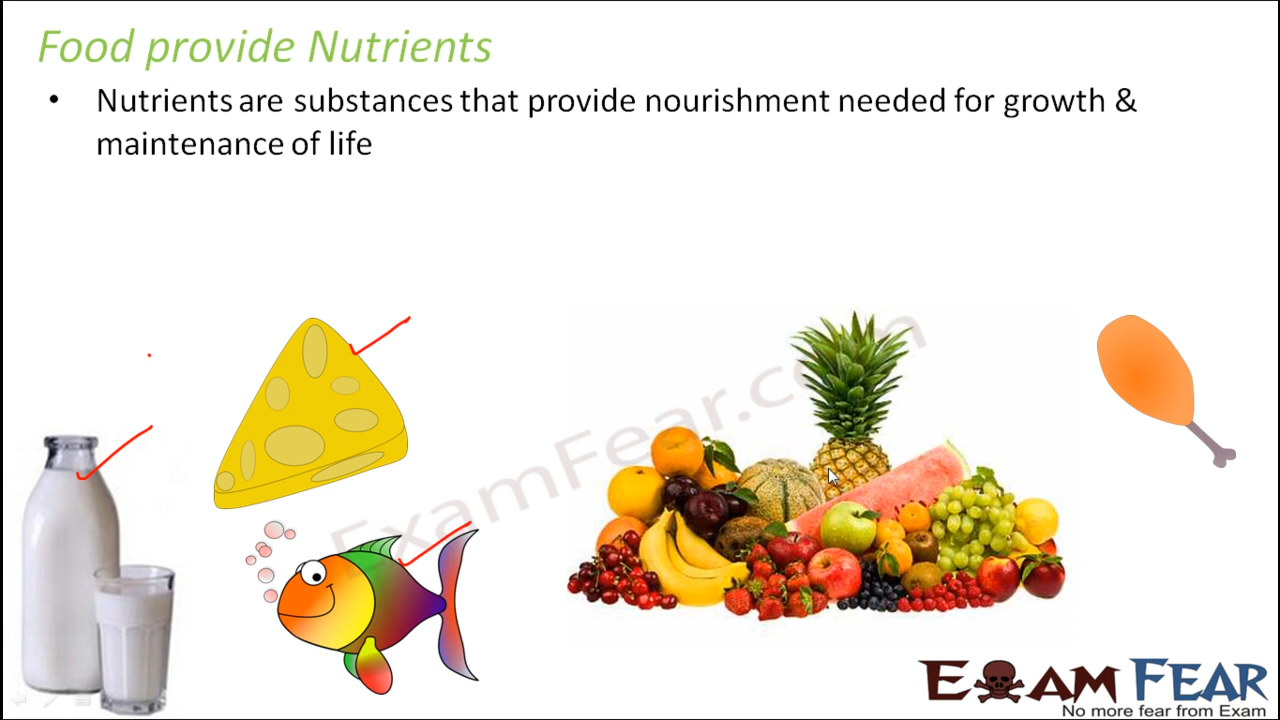 Food provide Nutrients
• Nutrients are substances that provide nourishment needed for growth &
maintenance of life
ExamFear.com
EXAM FEAR
No more fear from Exam